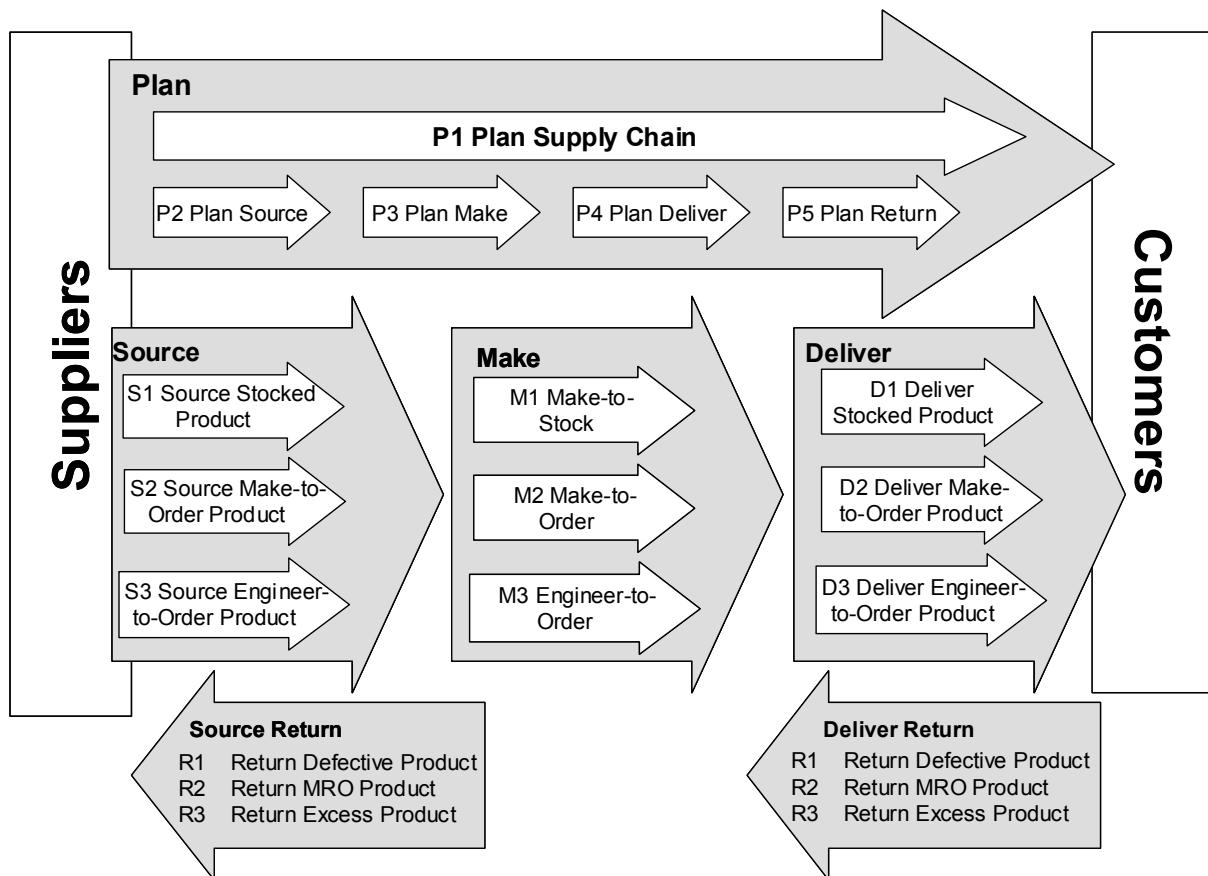 Suppliers
Plan
P1 Plan Supply Chain
P2 Plan Source
P3 Plan Make
P4 Plan Deliver
P5 Plan Return
Customers
Source
S1 Source Stocked
Product
S2 Source Make-to-
Order Product
S3 Source Engineer-
to-Order Product
Make
M1 Make-to-
Stock
M2 Make-to-
Order
M3 Engineer-to-
Order
Deliver
D1 Deliver
Stocked Product
D2 Deliver Make-
to-Order Product
D3 Deliver Engineer-
to-Order Product
Source Return
R1 Return Defective Product
R2 Return MRO Product
R3 Return Excess Product
Deliver Return
R1 Return Defective Product
R2 Return MRO Product
R3 Return Excess Product